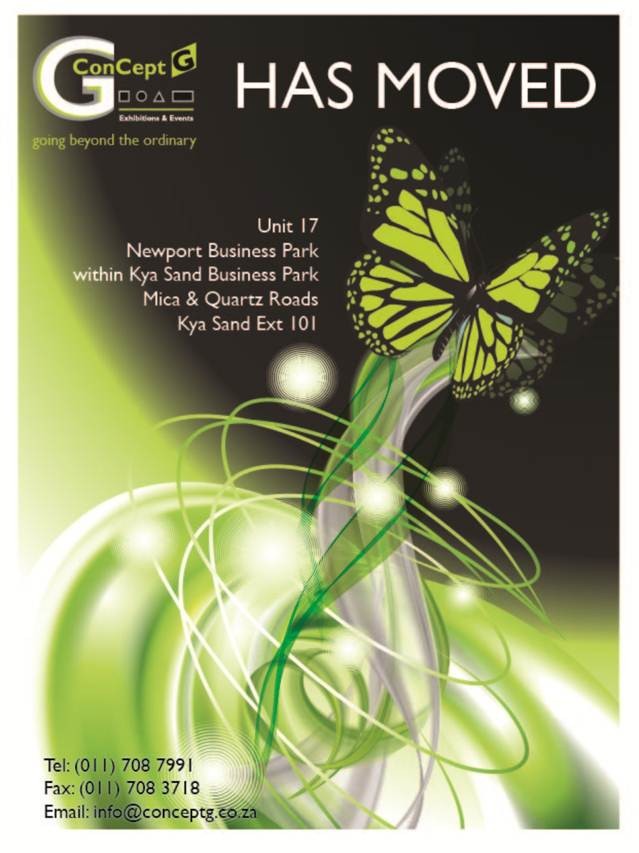 ConCept G
G
Exhibitions & Events
going beyond the ordinary
HAS MOVED
Unit 17
Newport Business Park
within Kya Sand Business Park
Mica & Quartz Roads
Kya Sand Ext 101
Tel: (011) 708 7991
Fax: (011) 708 3718
Email: info@conceptg.co.za